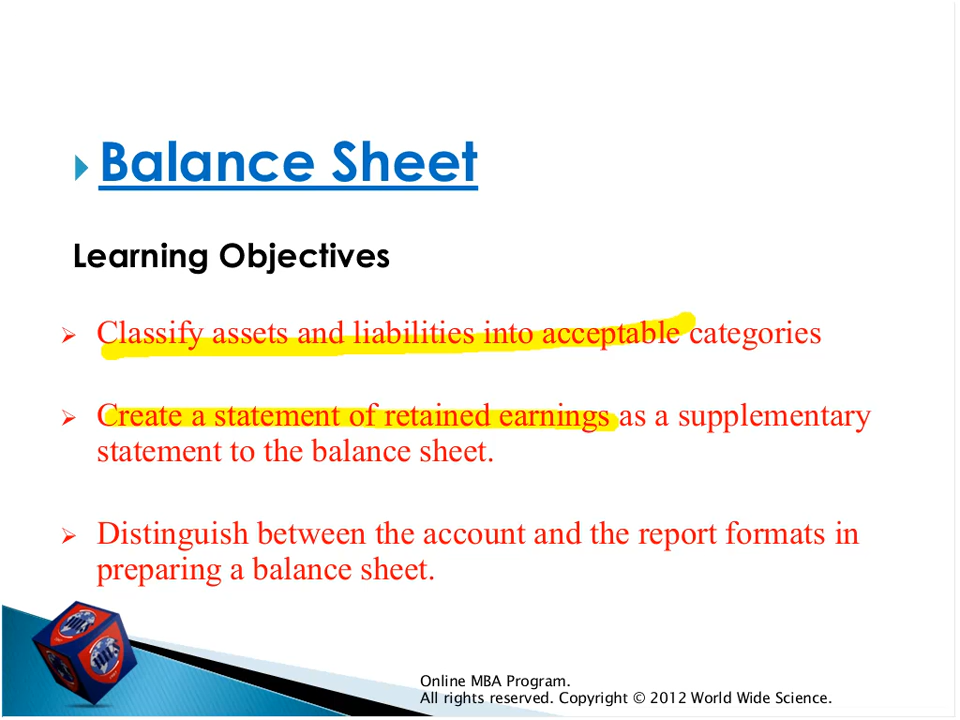 Balance Sheet
Learning Objectives
Classify assets and liabilities into acceptable categories
Create a statement of retained earnings as a supplementary
statement to the balance sheet.
Distinguish between the account and the report formats in
preparing a balance sheet.
Online MBA Program.
All rights reserved. Copyright © 2012 World Wide Science.